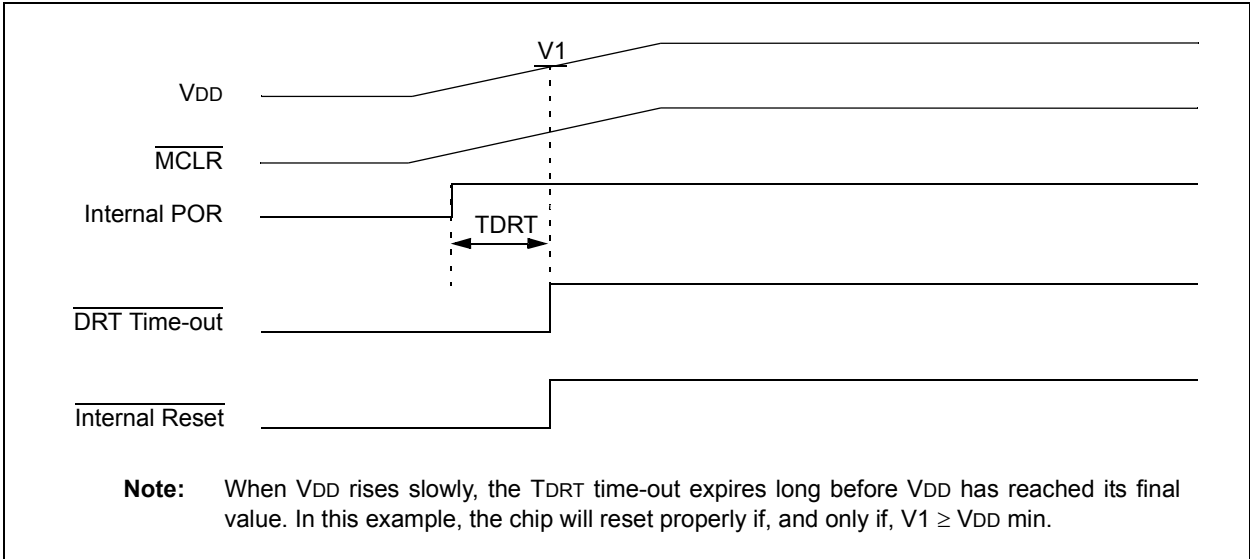 V1
VDD
MCLR
Internal POR
TDRT
DRT Time-out
Internal Reset
Note: When VDD rises slowly, the TDRT time-out expires long before VDD has reached its final
value. In this example, the chip will reset properly if, and only if, V1 ≥ VDD min.